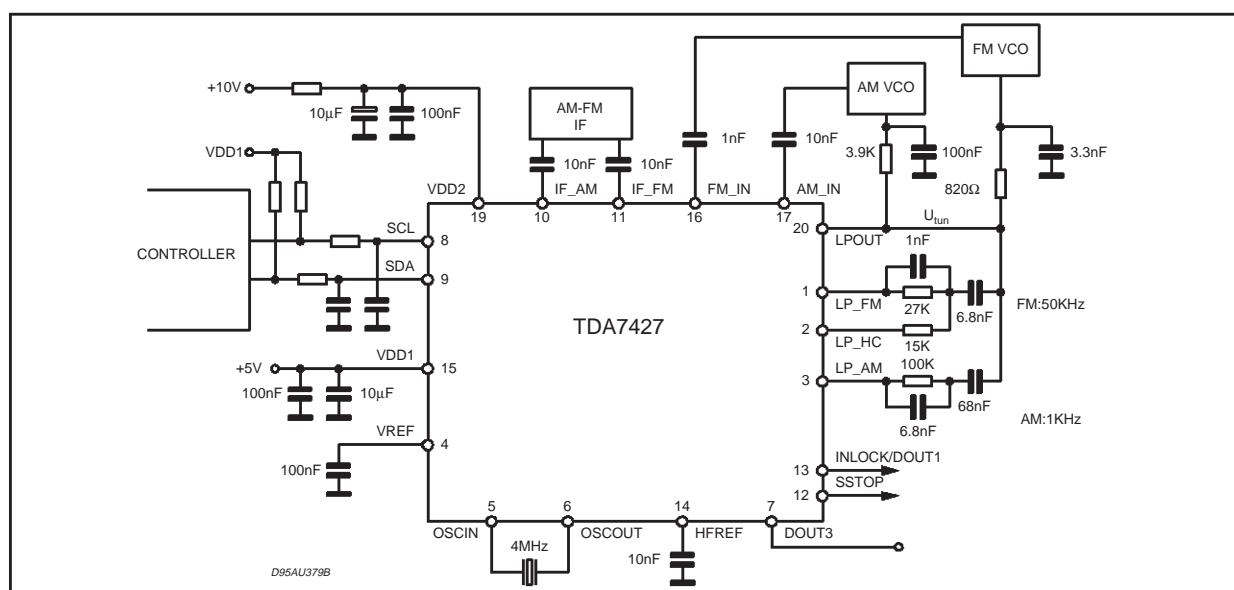 FM VCO
+10V
AM VCO
10µF
100nF
AM-FM
IF
1nF
10nF
3.9K
100nF
3.3nF
VDD1
10nF
10nF
820Ω
VDD2
IF_AM
IF_FM
FM_IN
AM_IN
19
10
11
16
17
20
LPOUT
Utun
SCL
8
1nF
CONTROLLER
SDA
9
1
LP_FM
27K
6.8nF
FM:50KHz
TDA7427
2
LP_HC
15K
+5V
VDD1
15
100K
3
LP_AM
68nF
100nF
10µF
6.8nF
AM:1KHz
VREF
4
100nF
13
INLOCK/DOUT1
SSTOP
12
5
6
14
7
OSCIN
OSCOUT
HFREF
DOUT3
4MHz
10nF
D95AU379B